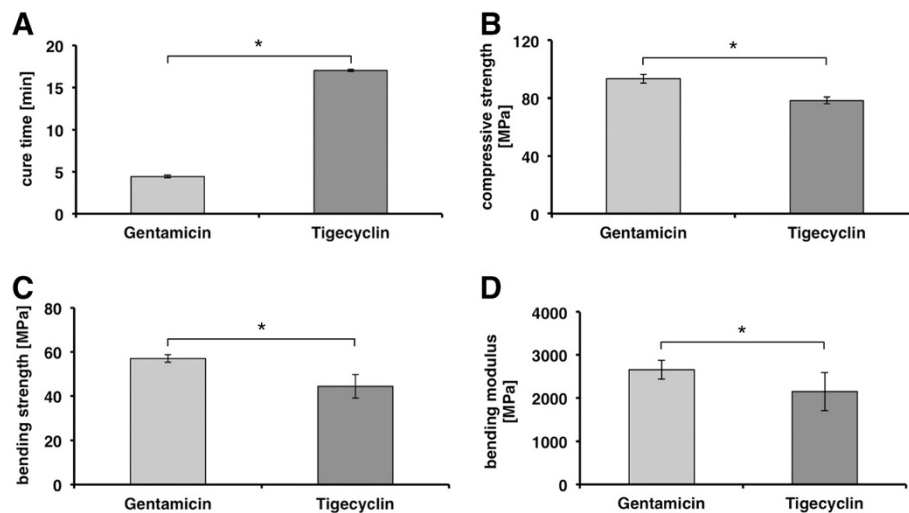 A
cure time [min]
20
15
10
5
0
*
Gentamicin
Tigecyclin
B
compressive strength
[MPa]
120
80
40
0
*
Gentamicin
Tigecyclin
C
bending strength [MPa]
80
60
40
20
0
*
Gentamicin
Tigecyclin
D
bending modulus
[MPa]
4000
3000
2000
1000
0
*
Gentamicin
Tigecyclin